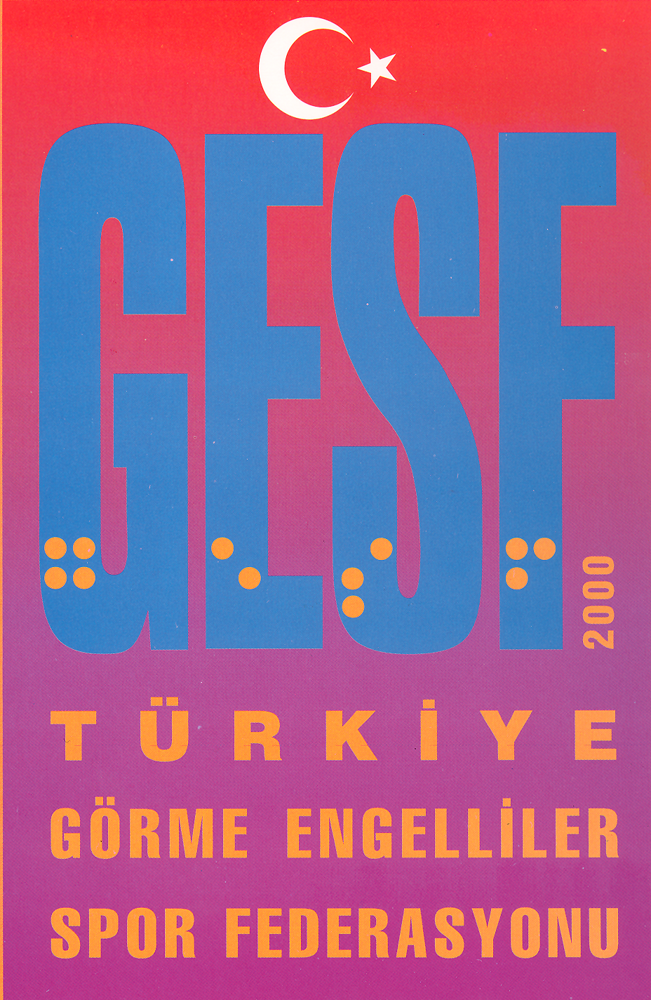 GESF
2000
TÜRKİYE
GÖRME ENGELLİLER
SPOR FEDERASYONU